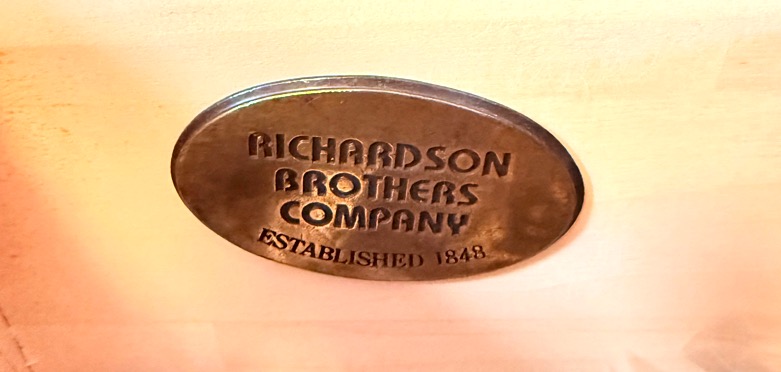 RICHARDSON
BROTHERS
COMPANY
ESTABLISHED 1848